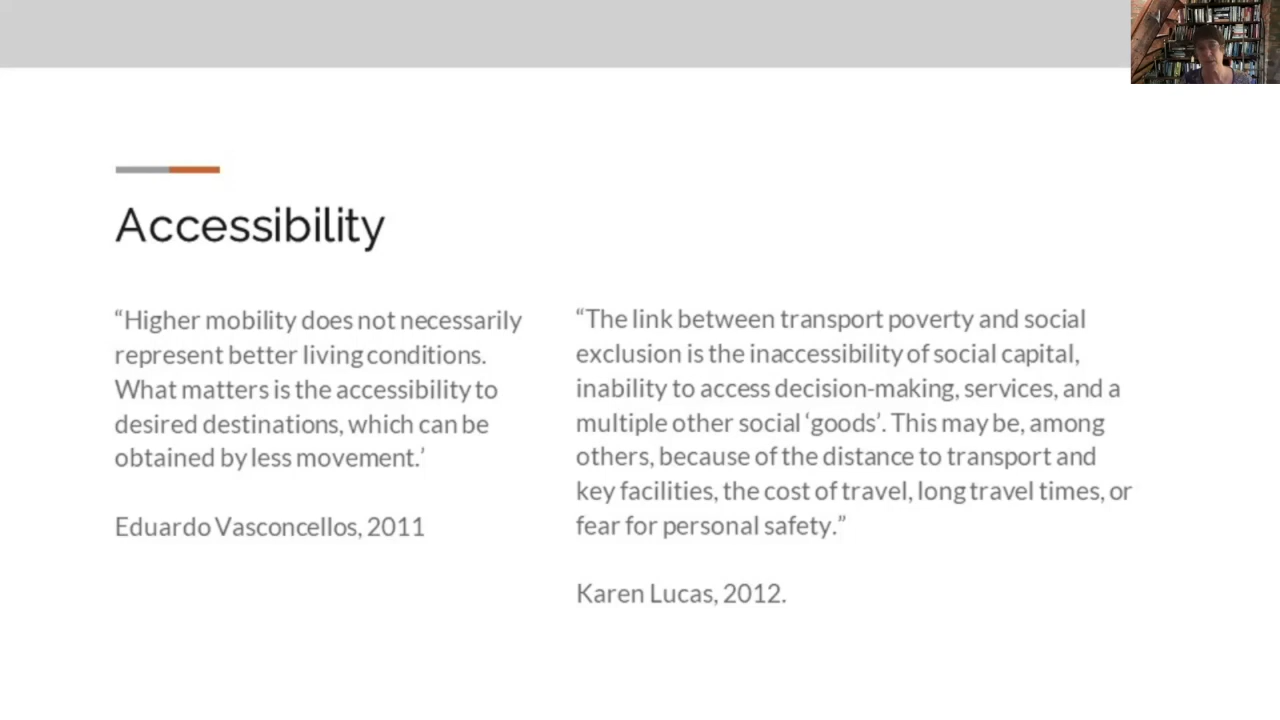 Accessibility
“Higher mobility does not necessarily
represent better living conditions.
What matters is the accessibility to
desired destinations, which can be
obtained by less movement.’
Eduardo Vasconcellos, 2011
“The link between transport poverty and social
exclusion is the inaccessibility of social capital,
inability to access decision-making, services, and a
multiple other social ‘goods’. This may be, among
others, because of the distance to transport and
key facilities, the cost of travel, long travel times, or
fear for personal safety.”
Karen Lucas, 2012.